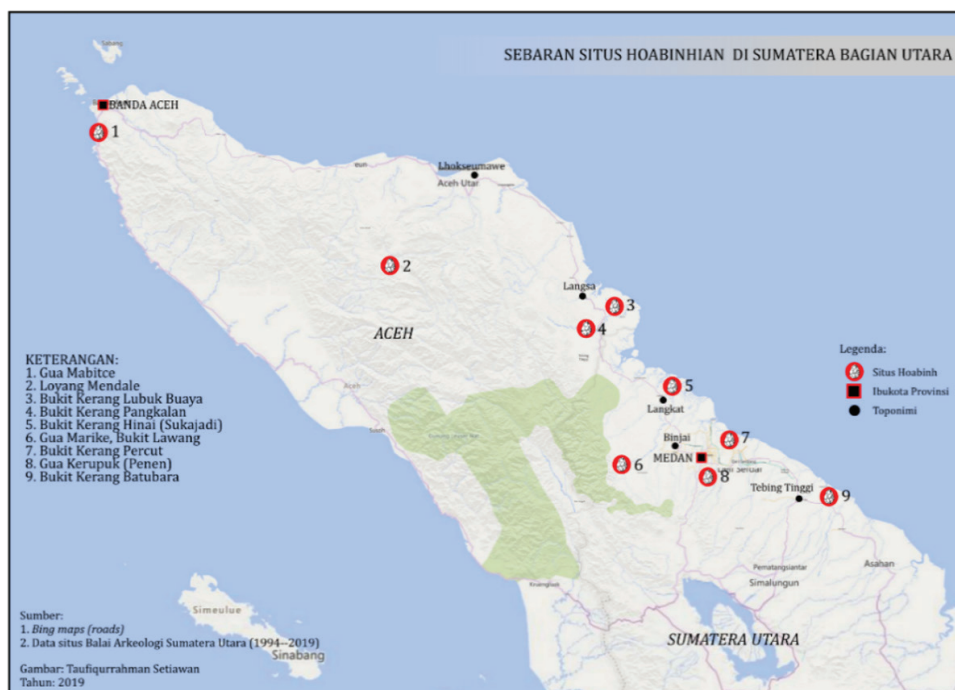 SEBARAN SITUS HOABINHIAN DI SUMATERA BAGIAN UTARA
Sabang
BANDA ACEH
1
Lhokseumawe
Aceh Utar
2
Langsa
3
4
ACEH
KETERANGAN:
1. Gua Mabitce
2. Loyang Mendale
3. Bukit Kerang Lubuk Buaya
4. Bukit Kerang Pangkalan
5. Bukit Kerang Hinai (Sukajadi)
6. Gua Marike, Bukit Lawang
7. Bukit Kerang Percut
8. Gua Kerupuk (Penen)
9. Bukit Kerang Batubara
Legenda:
Situs Hoabinh
Ibukota Provinsi
Toponimi
Aceh
5
Langkat
7
Binjai
MEDAN
6
8
Tebing Tinggi
9
Asahan
Pematangsiantar
Simalungun
Simeulue
Sumber:
1. Bing maps (roads)
2. Data situs Balai Arkeologi Sumatera Utara (1994—2019)
SUMATERA UTARA
Sinabang
Gambar: Taufiqurrahman Setiawan
Tahun: 2019